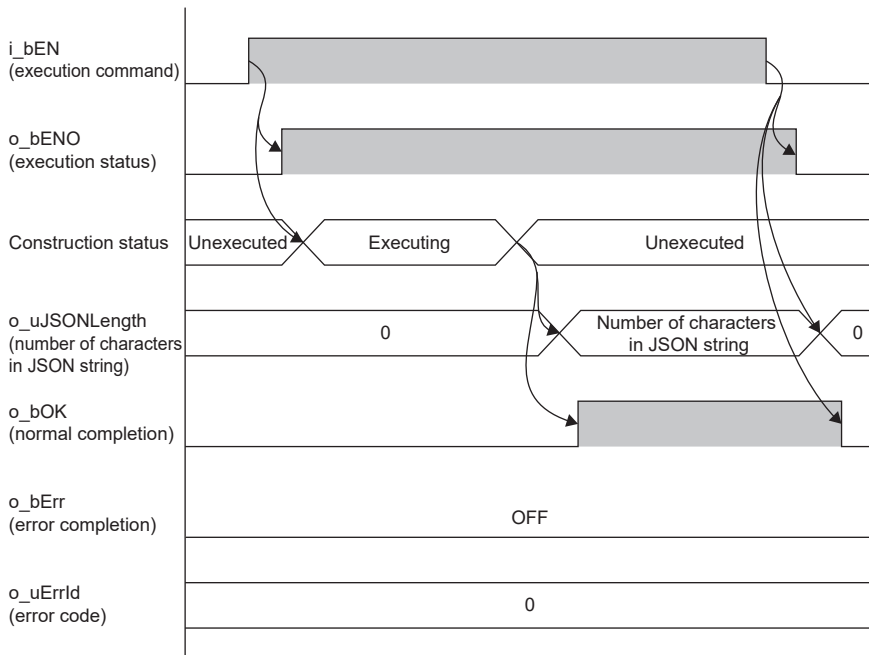 i_bEN
(execution command)
o_bENO
(execution status)
Construction status
Unexecuted
Executing
Unexecuted
o_uJSONLength
(number of characters
in JSON string)
0
Number of characters
in JSON string
0
o_bOK
(normal completion)
o_bErr
(error completion)
OFF
o_uErrId
(error code)
0